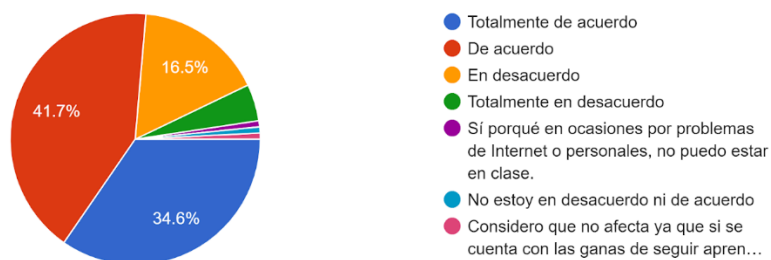 16.5%
41.7%
34.6%
Totalmente de acuerdo
De acuerdo
En desacuerdo
Totalmente en desacuerdo
Sí porqué en ocasiones por problemas
de Internet o personales, no puedo estar
en clase.
No estoy en desacuerdo ni de acuerdo
Considero que no afecta ya que si se
cuenta con las ganas de seguir apren…